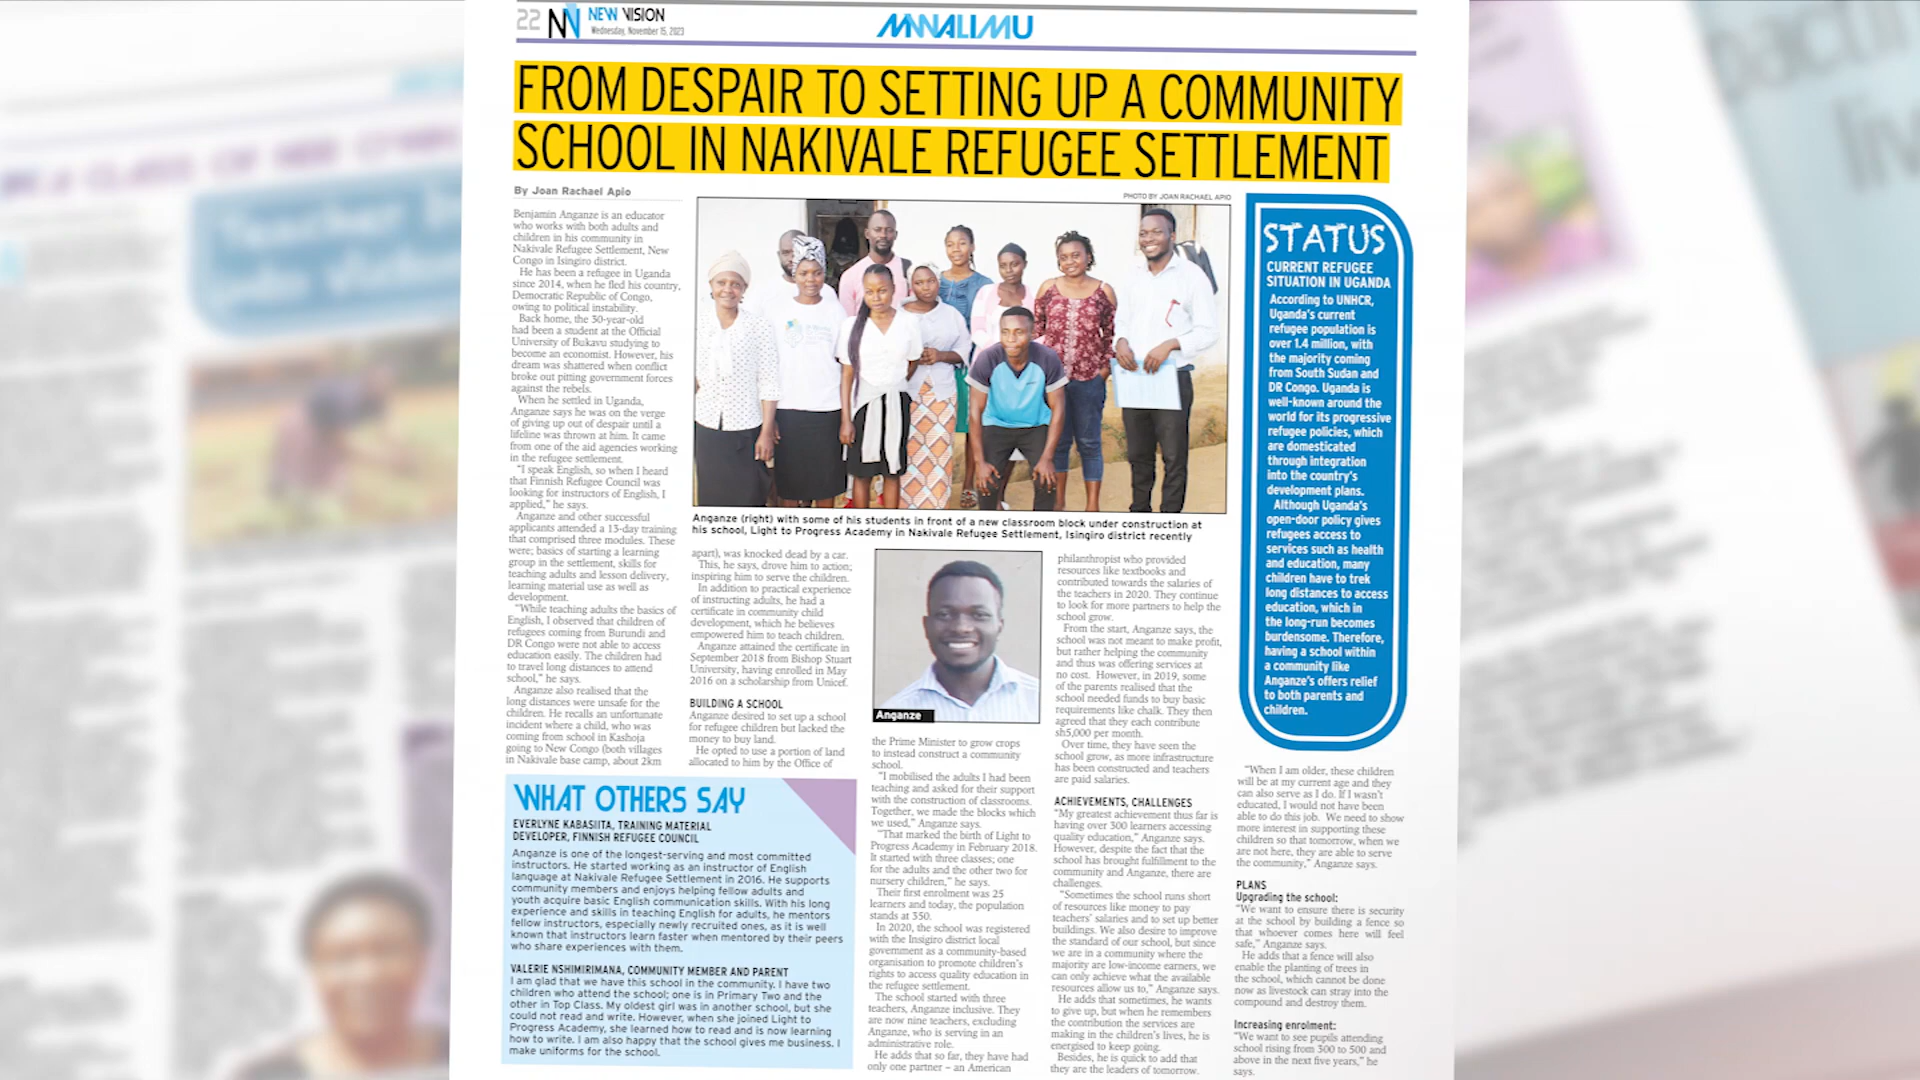 22 NEW VISION
Wednesday, November 15, 2023
MWALIMU
FROM DESPAIR TO SETTING UP A COMMUNITY
SCHOOL IN NAKIVALE REFUGEE SETTLEMENT
By Joan Rachael Apio
PHOTO BY JOAN RACHAEL APIO
Benjamin Anganze is an educator
who works with both adults and
children in his community in
Nakivale Refugee Settlement, New
Congo in Isingiro district.
He has been a refugee in Uganda
since 2014, when he fled his country,
Democratic Republic of Congo,
owing to political instability.
Back home, the 30-year-old
had been a student at the Official
University of Bukavu studying to
become an economist. However, his
dream was shattered when conflict
broke out pitting government forces
against the rebels.
When he settled in Uganda,
Anganze says he was on the verge
of giving up out of despair until a
lifeline was thrown at him. It came
from one of the aid agencies working
in the refugee settlement.
"I speak English, so when I heard
that Finnish Refugee Council was
looking for instructors of English, I
applied," he says.
Anganze and other successful
applicants attended a 13-day training
that comprised three modules. These
were; basics of starting a learning
group in the settlement, skills for
teaching adults and lesson delivery,
learning material use as well as
development.
"While teaching adults the basics of
English, I observed that children of
refugees coming from Burundi and
DR Congo were not able to access
education easily. The children had
to travel long distances to attend
school," he says.
Anganze also realised that the
long distances were unsafe for the
children. He recalls an unfortunate
incident where a child, who was
coming from school in Kashoja
going to New Congo (both villages
in Nakivale base camp, about 2km
Anganze (right) with some of his students in front of a new classroom block under construction at
his school, Light to Progress Academy in Nakivale Refugee Settlement, Isingiro district recently
apart), was knocked dead by a car.
This, he says, drove him to action;
inspiring him to serve the children.
In addition to practical experience
of instructing adults, he had a
certificate in community child
development, which he believes
empowered him to teach children.
Anganze attained the certificate in
September 2018 from Bishop Stuart
University, having enrolled in May
2016 on a scholarship from Unicef.
BUILDING A SCHOOL
Anganze desired to set up a school
for refugee children but lacked the
money to buy land.
He opted to use a portion of land
allocated to him by the Office of
Anganze
the Prime Minister to grow crops
to instead construct a community
school.
"I mobilised the adults I had been
teaching and asked for their support
with the construction of classrooms.
Together, we made the blocks which
we used," Anganze says.
"That marked the birth of Light to
Progress Academy in February 2018.
It started with three classes; one
for the adults and the other two for
nursery children," he says.
Their first enrolment was 25
learners and today, the population
stands at 350.
In 2020, the school was registered
with the Insigiro district local
government as a community-based
organisation to promote children's
rights to access quality education in
the refugee settlement.
The school started with three
teachers, Anganze inclusive. They
are now nine teachers, excluding
Anganze, who is serving in an
administrative role.
He adds that so far, they have had
only one partner – an American
philanthropist who provided
resources like textbooks and
contributed towards the salaries of
the teachers in 2020. They continue
to look for more partners to help the
school grow.
From the start, Anganze says, the
school was not meant to make profit,
but rather helping the community
and thus was offering services at
no cost. However, in 2019, some
of the parents realised that the
school needed funds to buy basic
requirements like chalk. They then
agreed that they each contribute
sh5,000 per month.
Over time, they have seen the
school grow, as more infrastructure
has been constructed and teachers
are paid salaries.
ACHIEVEMENTS, CHALLENGES
"My greatest achievement thus far is
having over 300 learners accessing
quality education," Anganze says.
However, despite the fact that the
school has brought fulfillment to the
community and Anganze, there are
challenges.
"Sometimes the school runs short
of resources like money to pay
teachers' salaries and to set up better
buildings. We also desire to improve
the standard of our school, but since
we are in a community where the
majority are low-income earners, we
can only achieve what the available
resources allow us to," Anganze says.
He adds that sometimes, he wants
to give up, but when he remembers
the contribution the services are
making in the children's lives, he is
energised to keep going.
Besides, he is quick to add that
they are the leaders of tomorrow.
STATUS
CURRENT REFUGEE
SITUATION IN UGANDA
According to UNHCR,
Uganda's current
refugee population is
over 1.4 million, with
the majority coming
from South Sudan and
DR Congo. Uganda is
well-known around the
world for its progressive
refugee policies, which
are domesticated
through integration
into the country's
development plans.
Although Uganda's
open-door policy gives
refugees access to
services such as health
and education, many
children have to trek
long distances to access
education, which in
the long-run becomes
burdensome. Therefore,
having a school within
a community like
Anganze's offers relief
to both parents and
children.
"When I am older, these children
will be at my current age and they
can also serve as I do. If I wasn't
educated, I would not have been
able to do this job. We need to show
more interest in supporting these
children so that tomorrow, when we
are not here, they are able to serve
the community," Anganze says.
PLANS
Upgrading the school:
"We want to ensure there is security
at the school by building a fence so
that whoever comes here will feel
safe," Anganze says.
He adds that a fence will also
enable the planting of trees in
the school, which cannot be done
now as livestock can stray into the
compound and destroy them.
Increasing enrolment:
"We want to see pupils attending
school rising from 300 to 500 and
above in the next five years," he
says.
WHAT OTHERS SAY
EVERLYNE KABASIITA, TRAINING MATERIAL
DEVELOPER, FINNISH REFUGEE COUNCIL
Anganze is one of the longest-serving and most committed
instructors. He started working as an instructor of English
language at Nakivale Refugee Settlement in 2016. He supports
community members and enjoys helping fellow adults and
youth acquire basic English communication skills. With his long
experience and skills in teaching English for adults, he mentors
fellow instructors, especially newly recruited ones, as it is well
known that instructors learn faster when mentored by their peers
who share experiences with them.
VALERIE NSHIMIRIMANA, COMMUNITY MEMBER AND PARENT
I am glad that we have this school in the community. I have two
children who attend the school; one is in Primary Two and the
other in Top Class. My oldest girl was in another school, but she
could not read and write. However, when she joined Light to
Progress Academy, she learned how to read and is now learning
how to write. I am also happy that the school gives me business. I
make uniforms for the school.